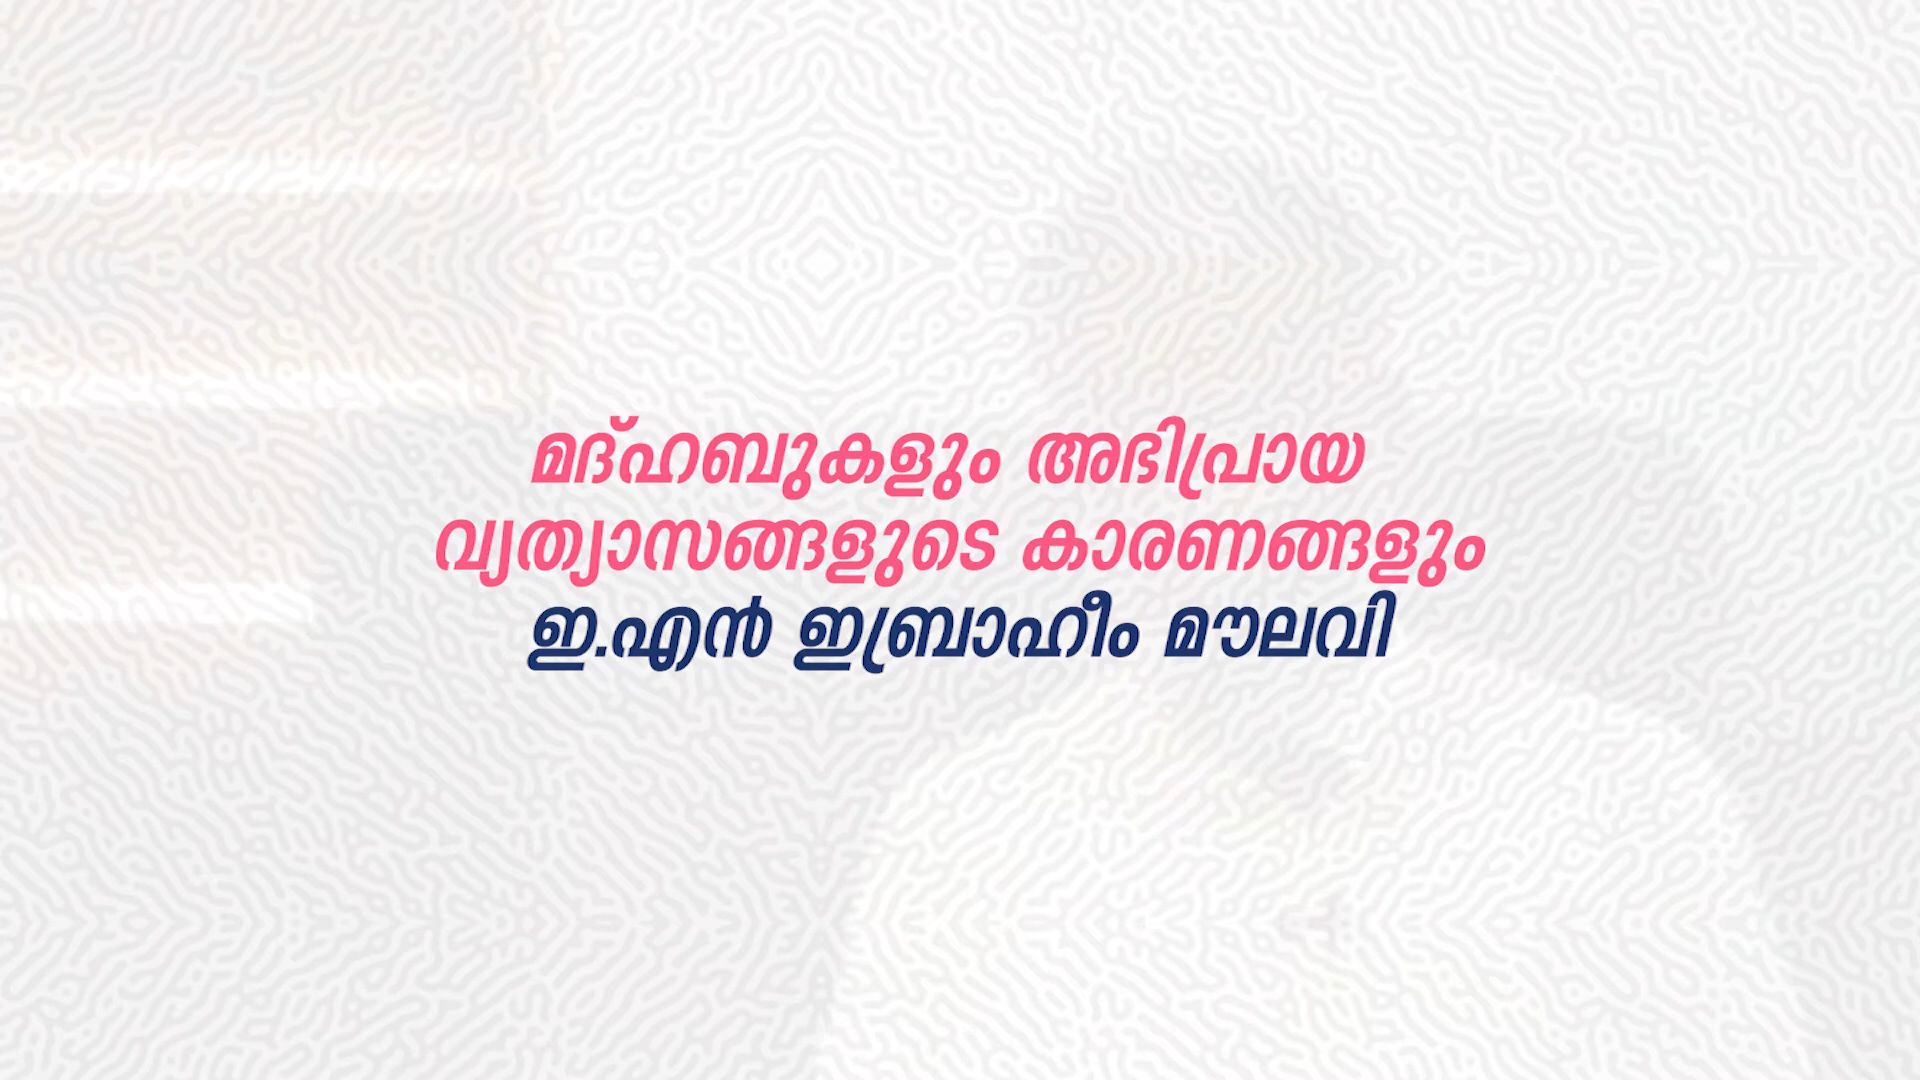 മദ്ഹബുകളും അഭിപ്രായ
വ്യത്യാസങ്ങളുടെ കാരണങ്ങളും
ഇ.എൻ ഇബ്രാഹീം മൗലവി